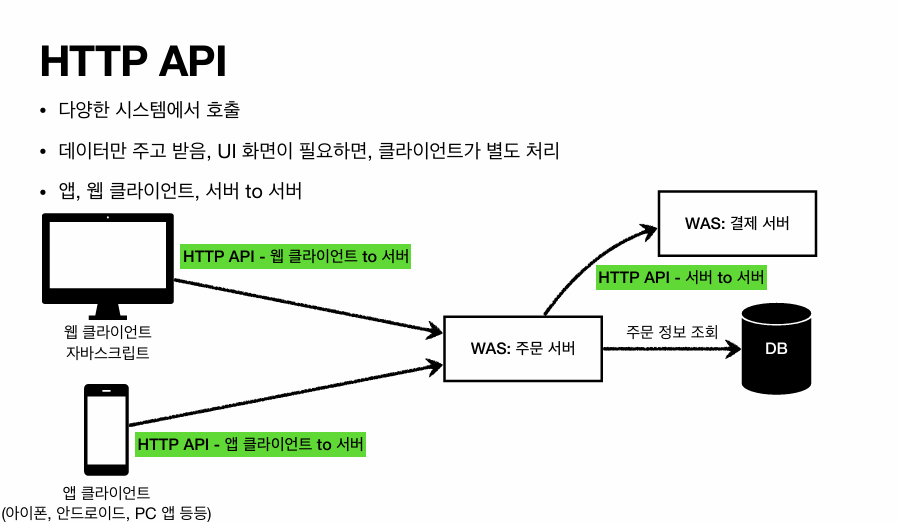 HTTP API
• 다양한 시스템에서 호출
• 데이터만 주고 받음, UI 화면이 필요하면, 클라이언트가 별도 처리
• 앱, 웹 클라이언트, 서버 to 서버
WAS: 결제 서버
HTTP API - 웹 클라이언트 to 서버
HTTP API - 서버 to 서버
웹 클라이언트
자바스크립트
WAS: 주문 서버
주문 정보 조회
DB
HTTP API - 앱 클라이언트 to 서버
앱 클라이언트
(아이폰, 안드로이드, PC 앱 등등)